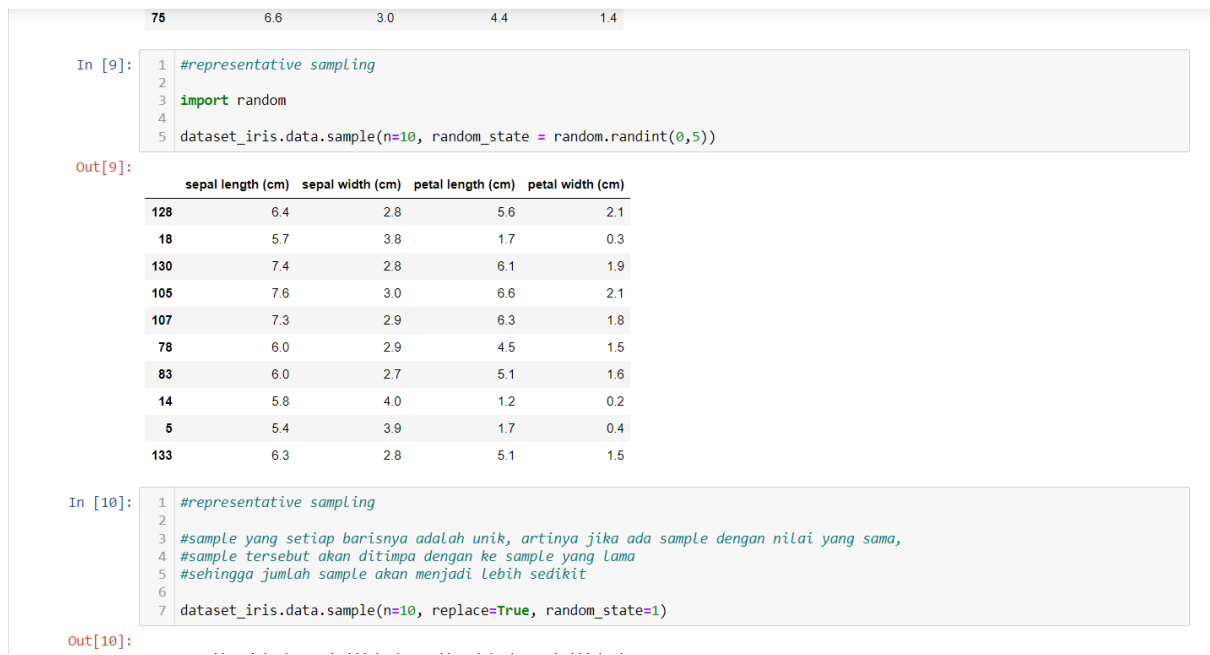 75 6.6 3.0 4.4 1.4
In [9]:
1 #representative sampling
2
3 import random
4
5 dataset_iris.data.sample(n=10, random_state = random.randint(0,5))
Out[9]:
sepal length (cm) sepal width (cm) petal length (cm) petal width (cm)
128 6.4 2.8 5.6 2.1
18 5.7 3.8 1.7 0.3
130 7.4 2.8 6.1 1.9
105 7.6 3.0 6.6 2.1
107 7.3 2.9 6.3 1.8
78 6.0 2.9 4.5 1.5
83 6.0 2.7 5.1 1.6
14 5.8 4.0 1.2 0.2
5 5.4 3.9 1.7 0.4
133 6.3 2.8 5.1 1.5
In [10]:
1 #representative sampling
2
3 #sample yang setiap barisnya adalah unik, artinya jika ada sample dengan nilai yang sama,
4 #sample tersebut akan ditimpa dengan ke sample yang lama
5 #sehingga jumlah sample akan menjadi lebih sedikit
6
7 dataset_iris.data.sample(n=10, replace=True, random_state=1)
Out[10]: